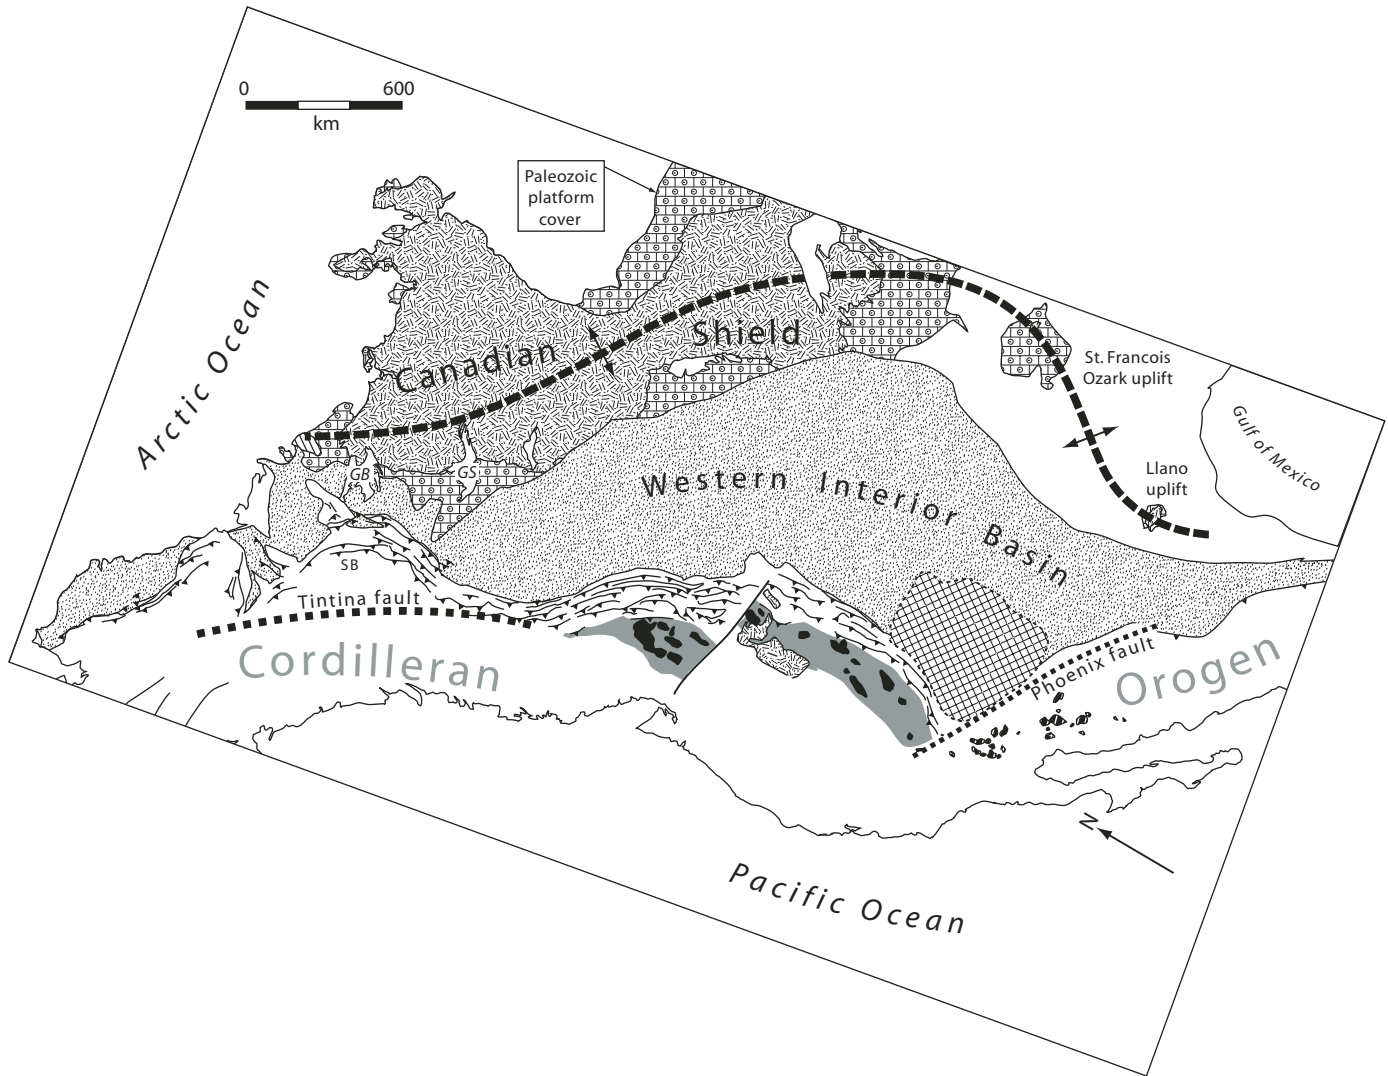 0 600
km
Paleozoic
platform
cover
Arctic Ocean
Canadian
Shield
St. Francois
Ozark uplift
Gulf of Mexico
Llano
uplift
GB
GS
Western Interior Basin
SB
Tintina fault
Cordilleran
Phoenix fault
Orogen
N
Pacific Ocean